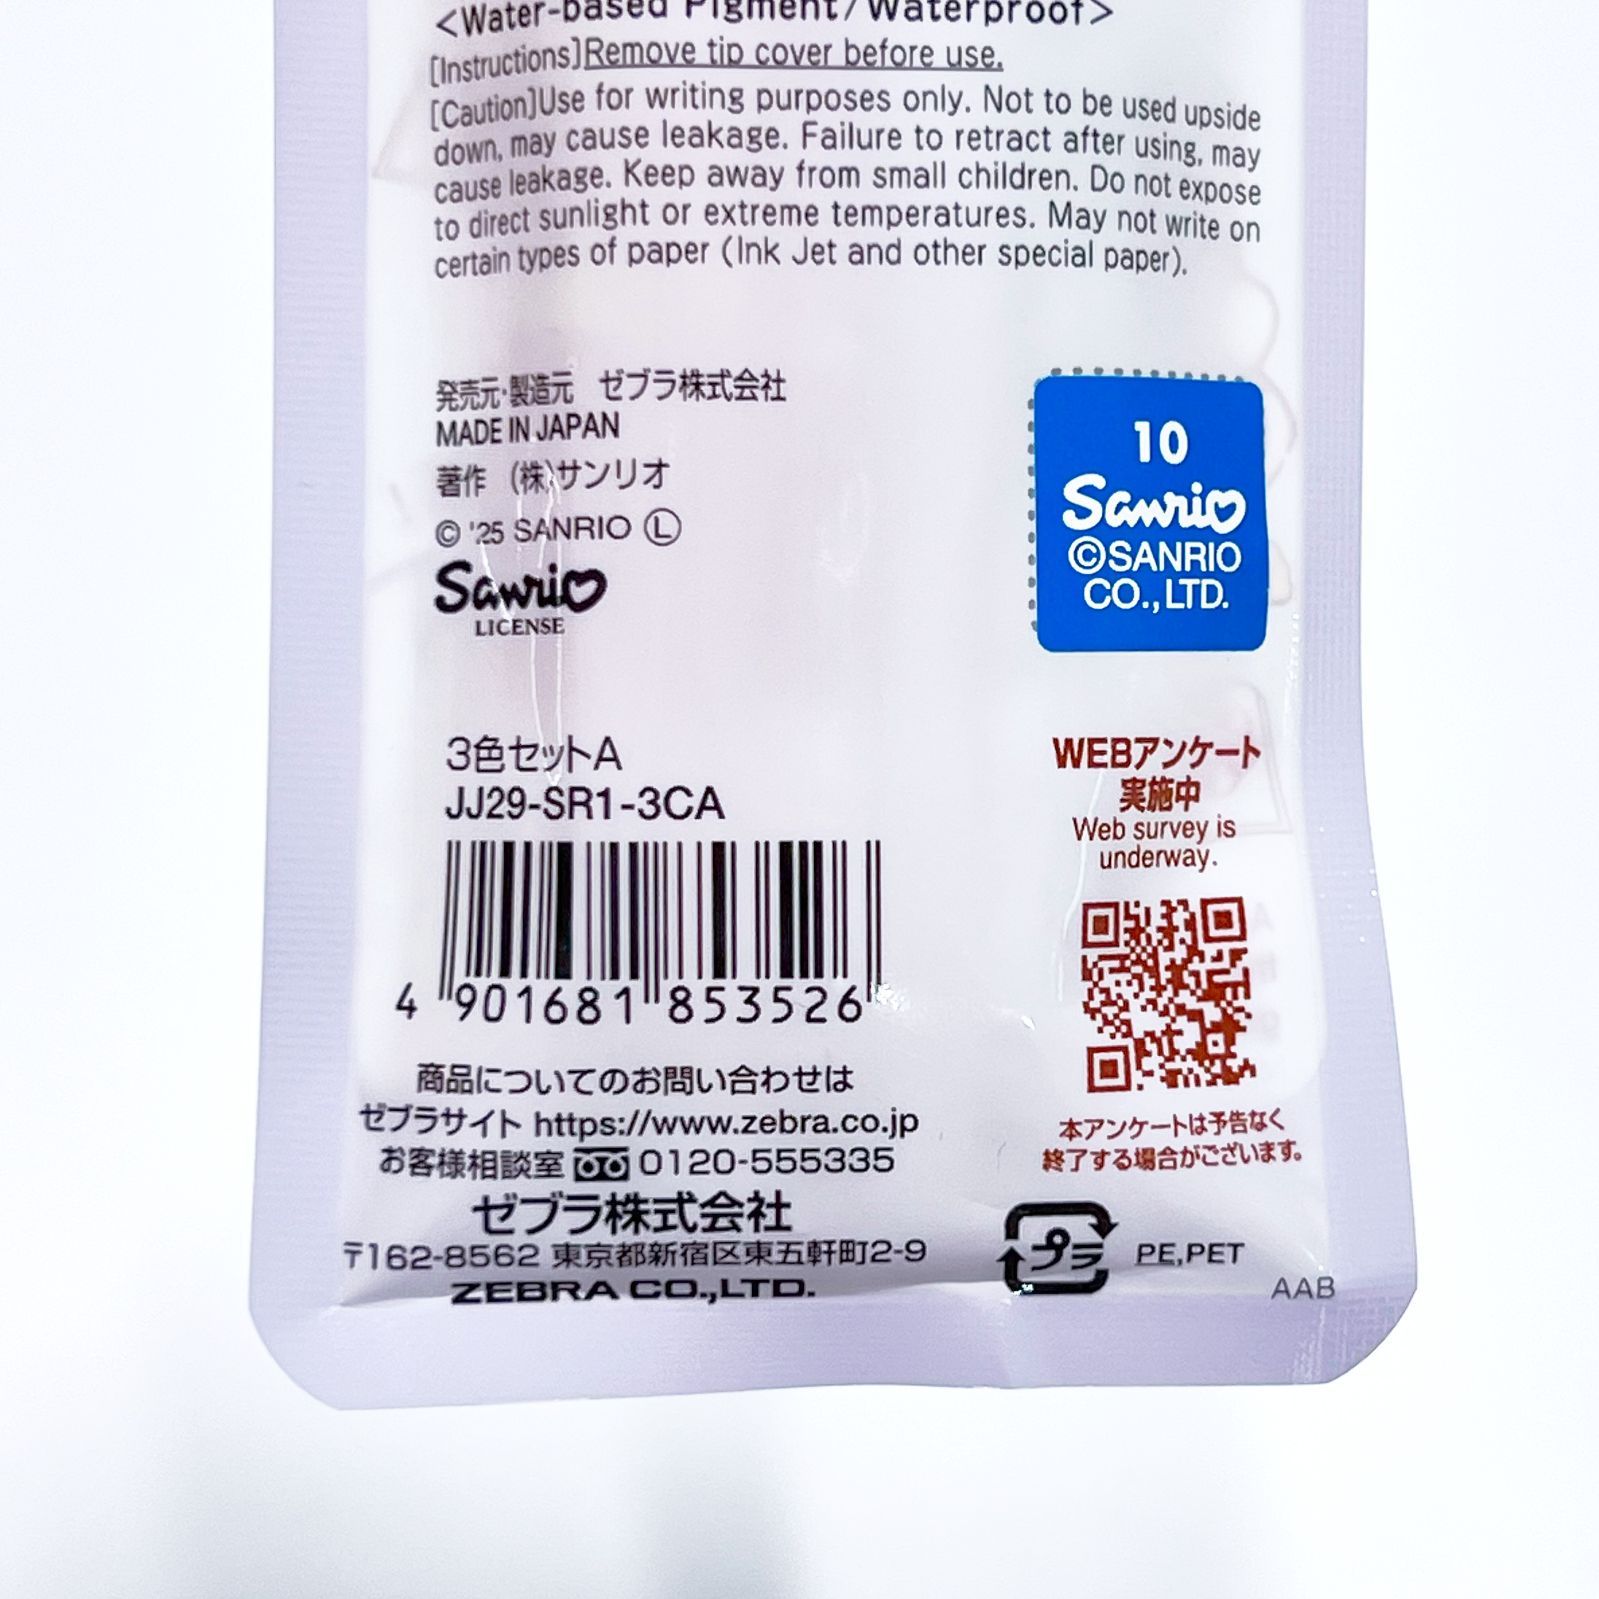 <Water-based Pigment/Waterproof>
[Instructions]Remove tip cover before use.
[Caution]Use for writing purposes only. Not to be used upside
down, may cause leakage. Failure to retract after using, may
cause leakage. Keep away from small children. Do not expose
to direct sunlight or extreme temperatures. May not write on
certain types of paper (Ink Jet and other special paper).
発売元・製造元 ゼブラ株式会社
MADE IN JAPAN
著作 (株)サンリオ
© '25 SANRIO Ⓛ
Sanrio
LICENSE
10
Sanrio
©SANRIO
CO.,LTD.
3色セットA
JJ29-SR1-3CA
4 901681 853526
WEBアンケート
実施中
Web survey is
underway.
本アンケートは予告なく
終了する場合がございます。
商品についてのお問い合わせは
ゼブラサイト https://www.zebra.co.jp
お客様相談室 0120-555335
ゼブラ株式会社
〒162-8562 東京都新宿区東五軒町2-9
ZEBRA CO.,LTD.
プラ PE,PET
AAB